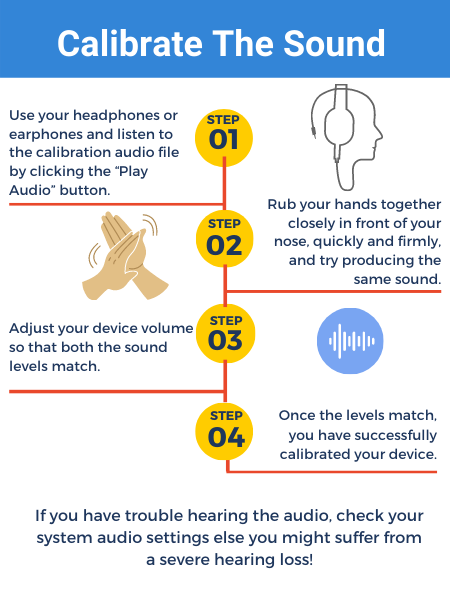 Calibrate The Sound
Use your headphones or
earphones and listen to
the calibration audio file
by clicking the “Play
Audio” button.
STEP
01
Rub your hands together
closely in front of your
nose, quickly and firmly,
and try producing the
same sound.
STEP
02
Adjust your device volume
so that both the sound
levels match.
STEP
03
STEP
04
Once the levels match,
you have successfully
calibrated your device.
If you have trouble hearing the audio, check your
system audio settings else you might suffer from
a severe hearing loss!